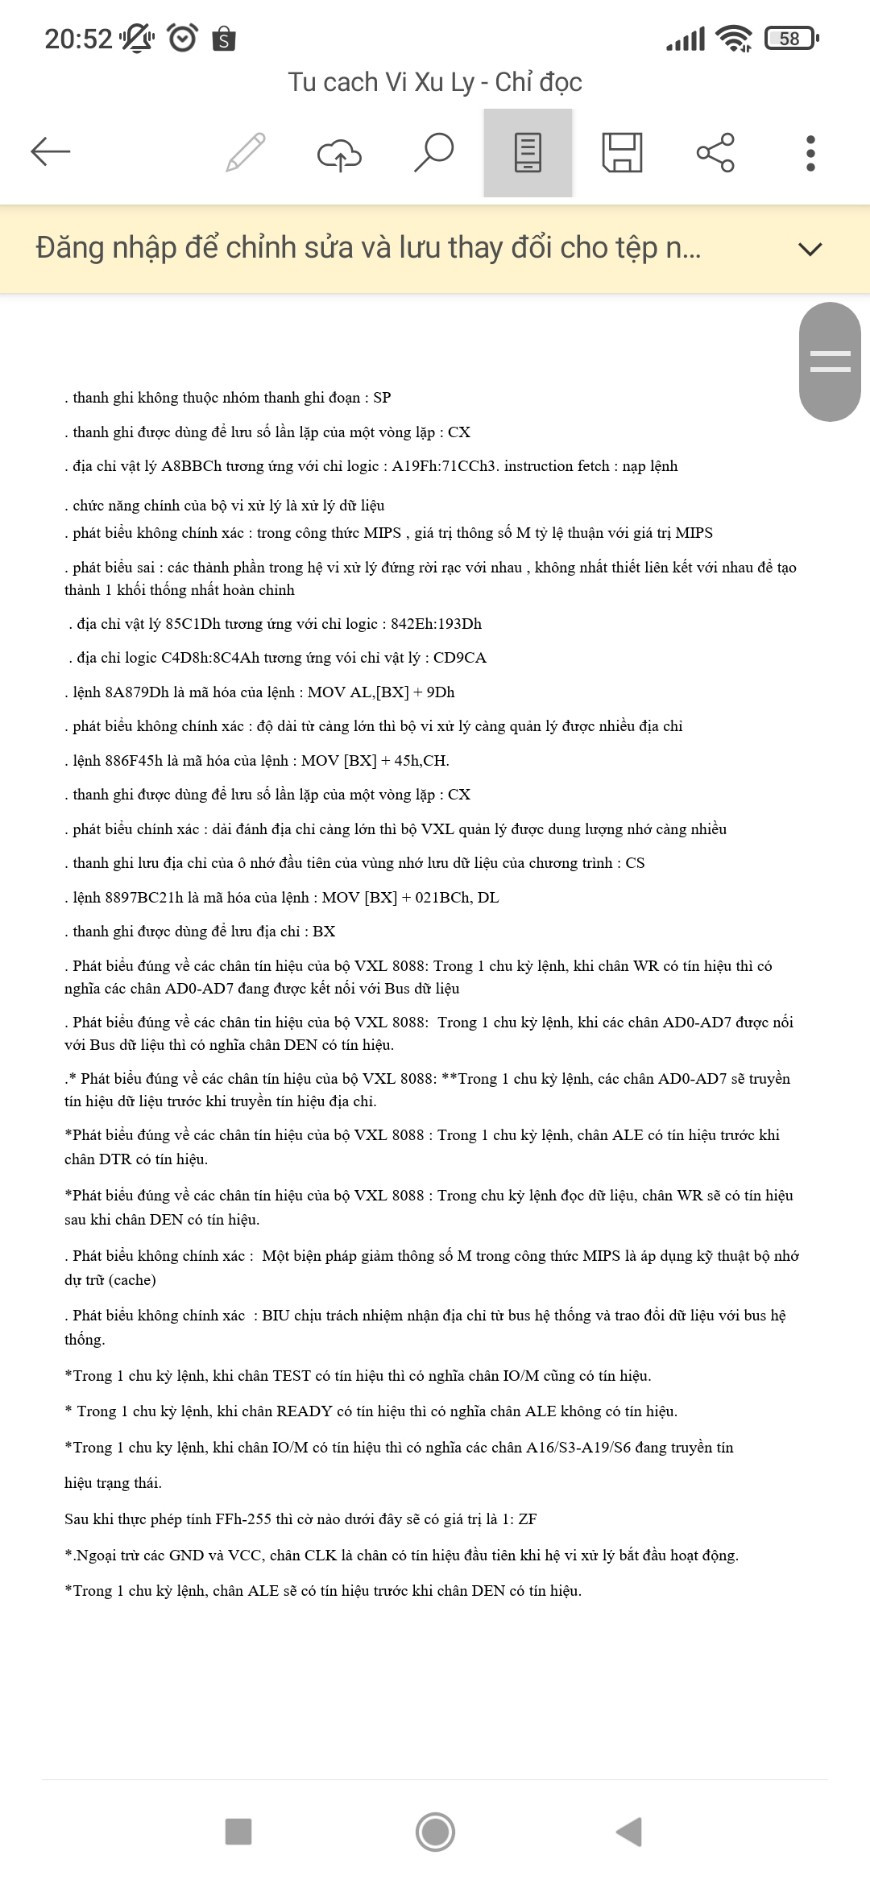 20:52
58
Tu cach Vi Xu Ly - Chỉ đọc
Đăng nhập để chỉnh sửa và lưu thay đổi cho tệp n...
. thanh ghi không thuộc nhóm thanh ghi đoạn : SP
. thanh ghi được dùng để lưu số lần lặp của một vòng lặp : CX
. địa chỉ vật lý A8BBCh tương ứng với chỉ logic : A19Fh:71CCh3. instruction fetch : nạp lệnh
. chức năng chính của bộ vi xử lý là xử lý dữ liệu
. phát biểu không chính xác : trong công thức MIPS , giá trị thông số M tỷ lệ thuận với giá trị MIPS
. phát biểu sai : các thành phần trong hệ vi xử lý đứng rời rạc với nhau , không nhất thiết liên kết với nhau để tạo
thành 1 khối thống nhất hoàn chỉnh
. địa chỉ vật lý 85C1Dh tương ứng với chỉ logic : 842Eh:193Dh
. địa chỉ logic C4D8h:8C4Ah tương ứng vói chỉ vật lý : CD9CA
. lệnh 8A879Dh là mã hóa của lệnh : MOV AL,[BX] + 9Dh
. phát biểu không chính xác : độ dài từ càng lớn thì bộ vi xử lý càng quản lý được nhiều địa chỉ
. lệnh 886F45h là mã hóa của lệnh : MOV [BX] + 45h,CH.
. thanh ghi được dùng để lưu số lần lặp của một vòng lặp : CX
. phát biểu chính xác : dải đánh địa chỉ càng lớn thì bộ VXL quản lý được dung lượng nhớ càng nhiều
. thanh ghi lưu địa chỉ của ô nhớ đầu tiên của vùng nhớ lưu dữ liệu của chương trình : CS
. lệnh 8897BC21h là mã hóa của lệnh : MOV [BX] + 021BCh, DL
. thanh ghi được dùng để lưu địa chỉ : BX
. Phát biểu đúng về các chân tín hiệu của bộ VXL 8088: Trong 1 chu kỳ lệnh, khi chân WR có tín hiệu thì có
nghĩa các chân AD0-AD7 đang được kết nối với Bus dữ liệu
. Phát biểu đúng về các chân tin hiệu của bộ VXL 8088:  Trong 1 chu kỳ lệnh, khi các chân AD0-AD7 được nối
với Bus dữ liệu thì có nghĩa chân DEN có tín hiệu.
.* Phát biểu đúng về các chân tín hiệu của bộ VXL 8088: **Trong 1 chu kỳ lệnh, các chân AD0-AD7 sẽ truyền
tín hiệu dữ liệu trước khi truyền tín hiệu địa chỉ.
*Phát biểu đúng về các chân tín hiệu của bộ VXL 8088 : Trong 1 chu kỳ lệnh, chân ALE có tín hiệu trước khi
chân DTR có tín hiệu.
*Phát biểu đúng về các chân tín hiệu của bộ VXL 8088 : Trong chu kỳ lệnh đọc dữ liệu, chân WR sẽ có tín hiệu
sau khi chân DEN có tín hiệu.
. Phát biểu không chính xác :  Một biện pháp giảm thông số M trong công thức MIPS là áp dụng kỹ thuật bộ nhớ
dự trữ (cache)
. Phát biểu không chính xác  : BIU chịu trách nhiệm nhận địa chỉ từ bus hệ thống và trao đổi dữ liệu với bus hệ
thống.
*Trong 1 chu kỳ lệnh, khi chân TEST có tín hiệu thì có nghĩa chân IO/M cũng có tín hiệu.
* Trong 1 chu kỳ lệnh, khi chân READY có tín hiệu thì có nghĩa chân ALE không có tín hiệu.
*Trong 1 chu ky lệnh, khi chân IO/M có tín hiệu thì có nghĩa các chân A16/S3-A19/S6 đang truyền tín
hiệu trạng thái.
Sau khi thực phép tính FFh-255 thì cờ nào dưới đây sẽ có giá trị là 1: ZF
*.Ngoại trừ các GND và VCC, chân CLK là chân có tín hiệu đầu tiên khi hệ vi xử lý bắt đầu hoạt động.
*Trong 1 chu kỳ lệnh, chân ALE sẽ có tín hiệu trước khi chân DEN có tín hiệu.